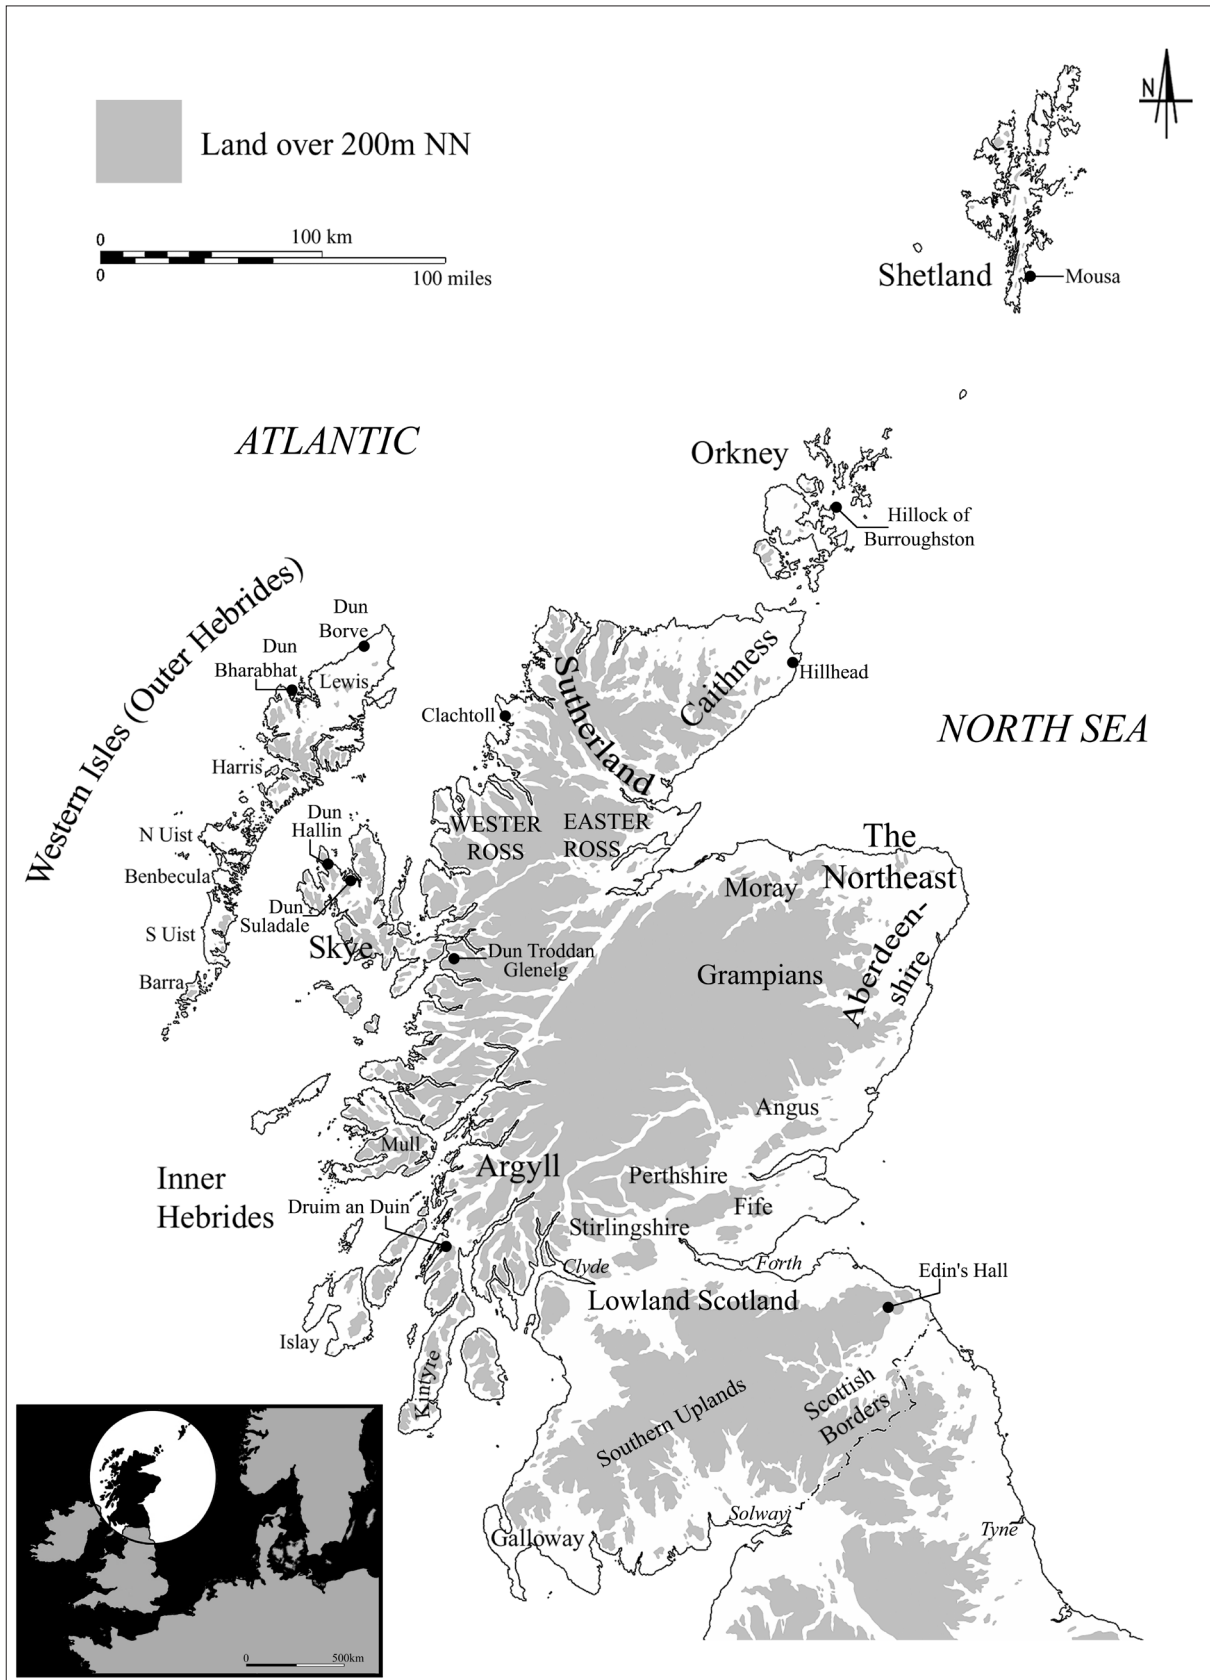 N
Land over 200m NN
0
100 km
0
100 miles
Shetland
Mousa
ATLANTIC
Orkney
Hillock of
Burroughston
Western Isles (Outer Hebrides)
Dun
Borve
Dun
Bharabhat
Lewis
Sutherland
Caithness
Hillhead
Clachtoll
NORTH SEA
Harris
Dun
Hallin
N Uist
WESTER
ROSS
EASTER
ROSS
The
Northeast
Benbecula
Moray
Dun
Suladale
S Uist
Skye
Dun Troddan
Glenelg
Grampians
Aberdeen-
shire
Barra
Angus
Mull
Argyll
Perthshire
Inner
Hebrides
Druim an Duin
Fife
Stirlingshire
Clyde
Forth
Edin's Hall
Lowland Scotland
Islay
Kintyre
Scottish
Borders
Southern Uplands
Solway
Tyne
Galloway
0
500km